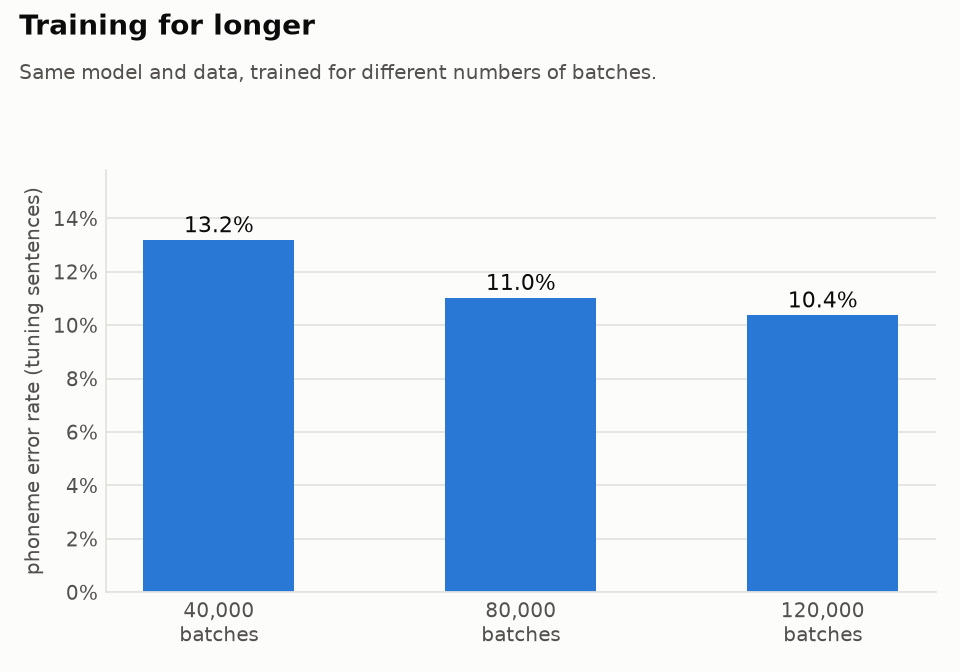 Training for longer
Same model and data, trained for different numbers of batches.
phoneme error rate (tuning sentences)
14%
12%
10%
8%
6%
4%
2%
0%
13.2%
11.0%
10.4%
40,000
batches
80,000
batches
120,000
batches